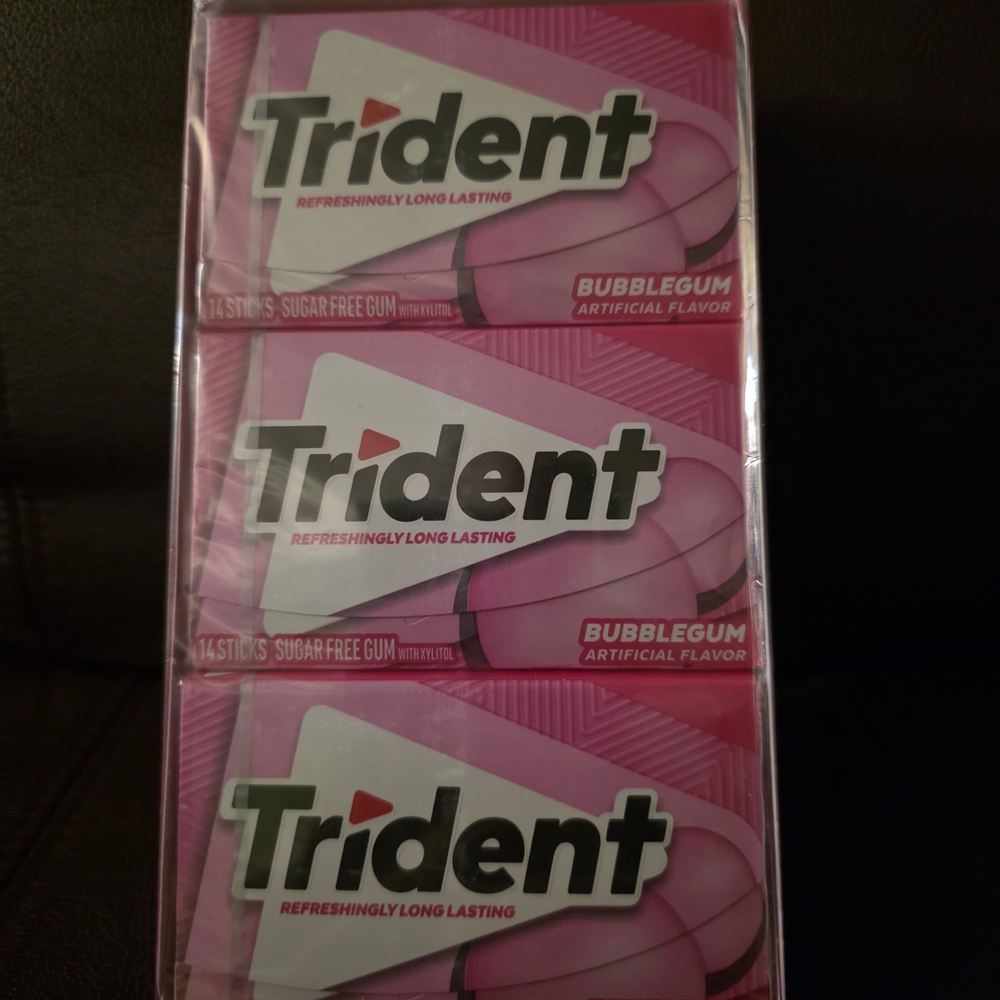 Trident
REFRESHINGLY LONG LASTING
14 STICKS SUGAR FREE GUM WITH XYLITOL
BUBBLEGUM
ARTIFICIAL FLAVOR
Trident
REFRESHINGLY LONG LASTING
14 STICKS SUGAR FREE GUM WITH XYLITOL
BUBBLEGUM
ARTIFICIAL FLAVOR
Trident
REFRESHINGLY LONG LASTING